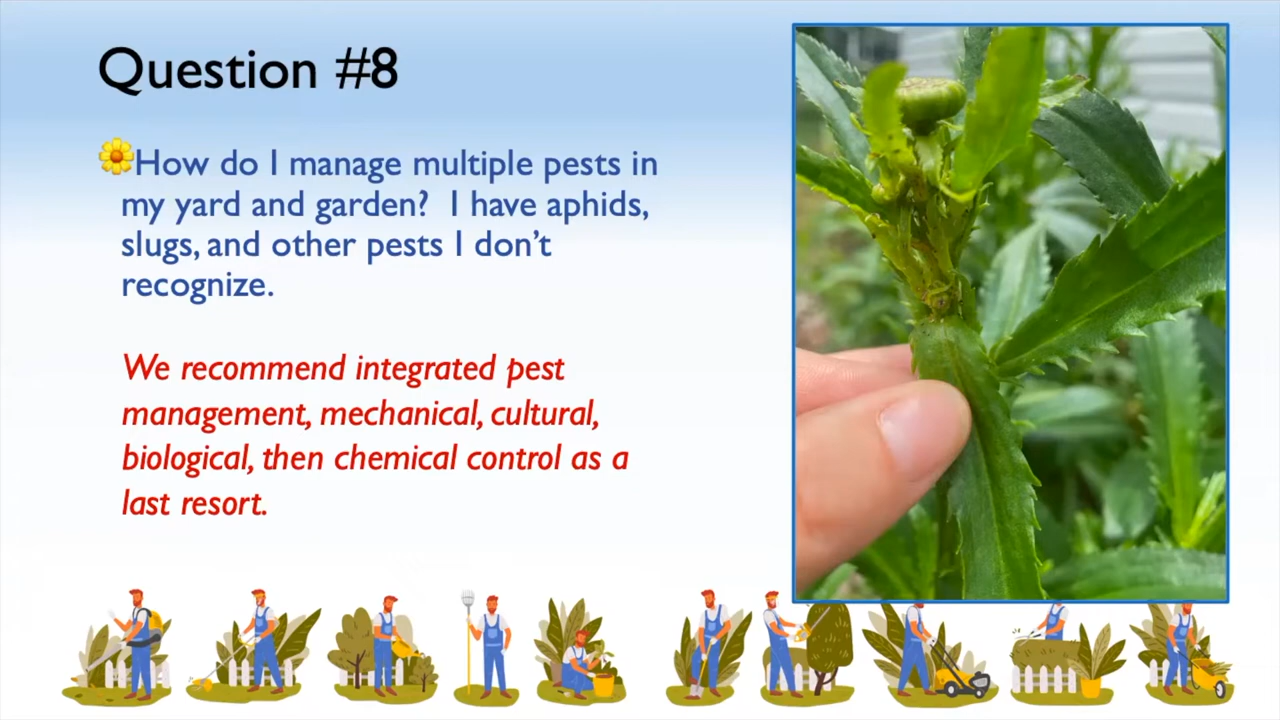 Question #8
How do I manage multiple pests in
my yard and garden? I have aphids,
slugs, and other pests I don’t
recognize.
We recommend integrated pest
management, mechanical, cultural,
biological, then chemical control as a
last resort.